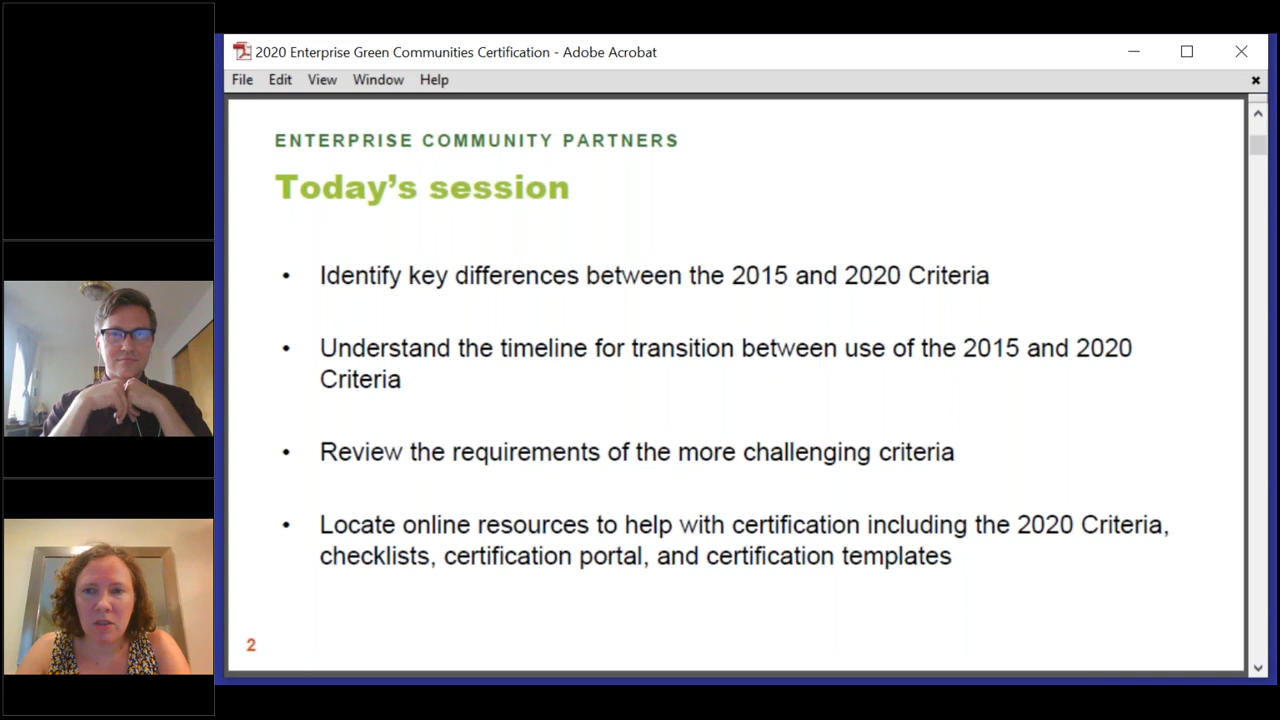 2020 Enterprise Green Communities Certification - Adobe Acrobat
File Edit View Window Help
ENTERPRISE COMMUNITY PARTNERS
Today's session
• Identify key differences between the 2015 and 2020 Criteria
• Understand the timeline for transition between use of the 2015 and 2020
Criteria
• Review the requirements of the more challenging criteria
• Locate online resources to help with certification including the 2020 Criteria,
checklists, certification portal, and certification templates
2